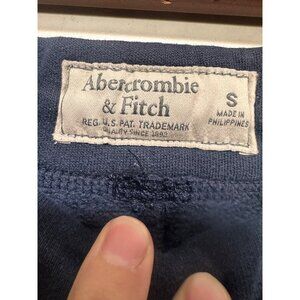 Abercrombie
& Fitch
REG. U.S. PAT. TRADEMARK
QUALITY SINCE 1892
S
MADE IN
PHILIPPINES